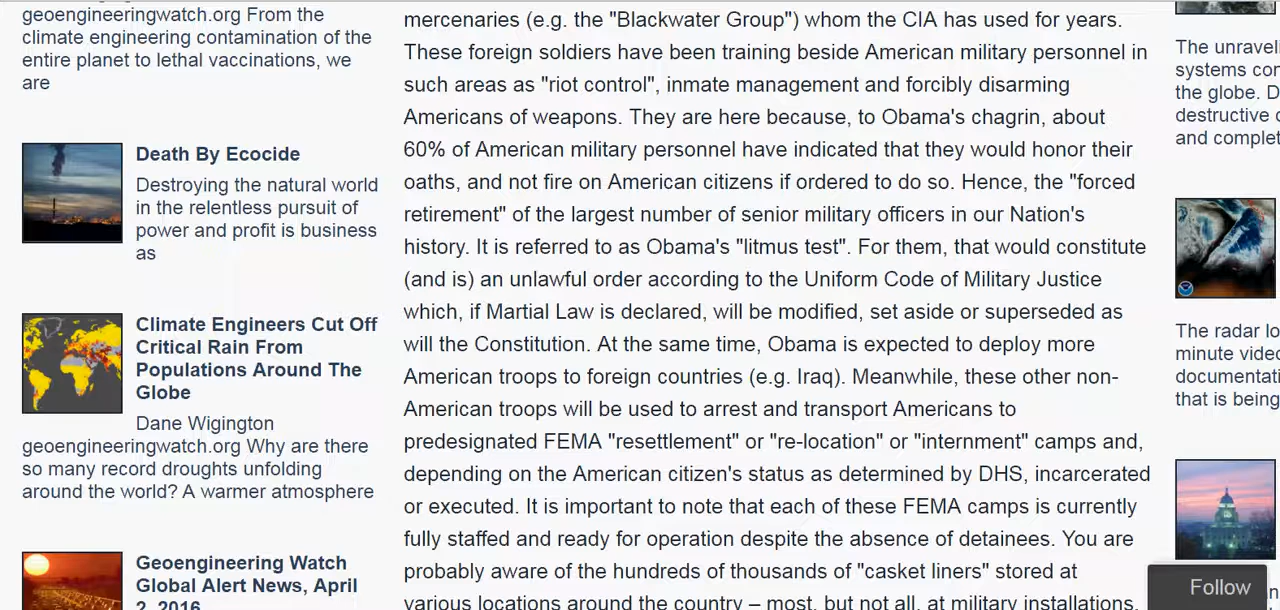 geoengineeringwatch.org From the
climate engineering contamination of the
entire planet to lethal vaccinations, we
are
Death By Ecocide
Destroying the natural world
in the relentless pursuit of
power and profit is business
as
Climate Engineers Cut Off
Critical Rain From
Populations Around The
Globe
Dane Wigington
geoengineeringwatch.org Why are there
so many record droughts unfolding
around the world? A warmer atmosphere
Geoengineering Watch
Global Alert News, April
2, 2016
mercenaries (e.g. the "Blackwater Group") whom the CIA has used for years.
These foreign soldiers have been training beside American military personnel in
such areas as "riot control", inmate management and forcibly disarming
Americans of weapons. They are here because, to Obama's chagrin, about
60% of American military personnel have indicated that they would honor their
oaths, and not fire on American citizens if ordered to do so. Hence, the "forced
retirement" of the largest number of senior military officers in our Nation's
history. It is referred to as Obama's "litmus test". For them, that would constitute
(and is) an unlawful order according to the Uniform Code of Military Justice
which, if Martial Law is declared, will be modified, set aside or superseded as
will the Constitution. At the same time, Obama is expected to deploy more
American troops to foreign countries (e.g. Iraq). Meanwhile, these other non-
American troops will be used to arrest and transport Americans to
predesignated FEMA "resettlement" or "re-location" or "internment" camps and,
depending on the American citizen's status as determined by DHS, incarcerated
or executed. It is important to note that each of these FEMA camps is currently
fully staffed and ready for operation despite the absence of detainees. You are
probably aware of the hundreds of thousands of "casket liners" stored at
various locations around the country – most, but not all, at military installations.
The unraveli
systems con
the globe. D
destructive c
and complet
The radar lo
minute video
documentati
that is being
Follow